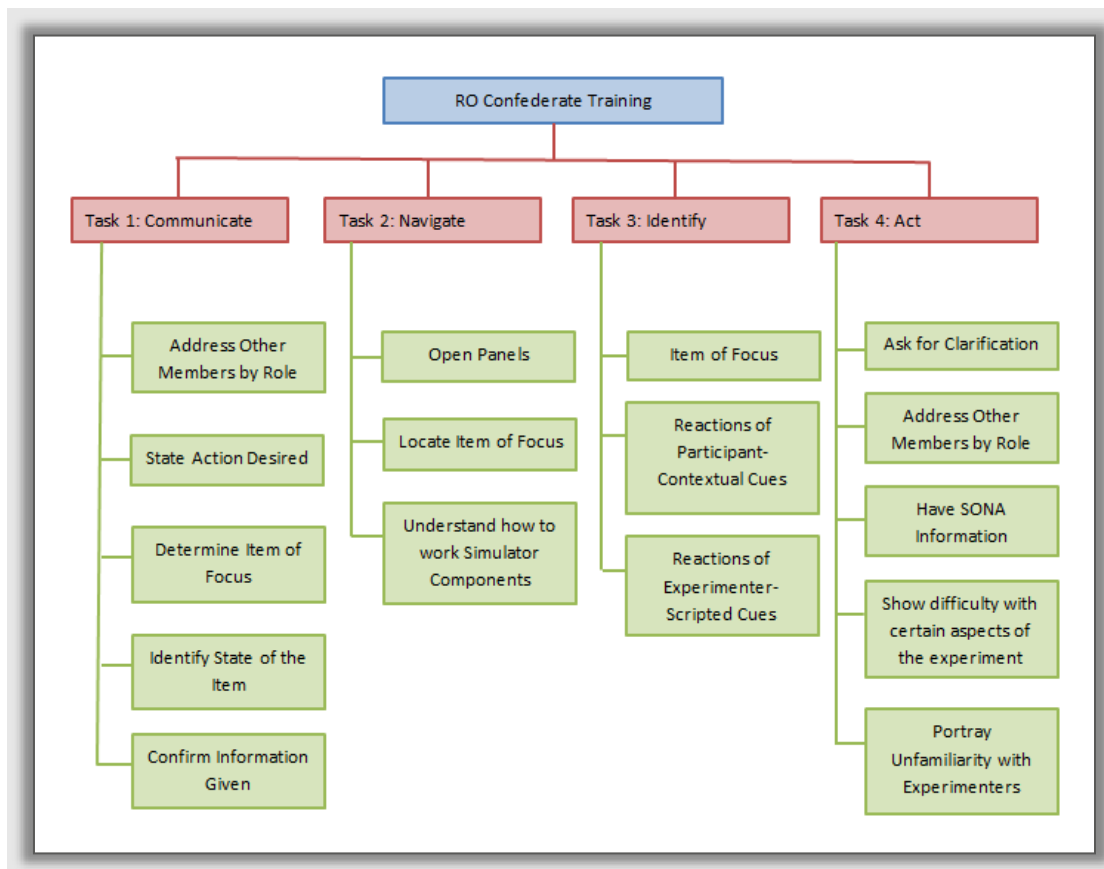 RO Confederate Training
Task 1: Communicate
Task 2: Navigate
Task 3: Identify
Task 4: Act
Address Other
Members by Role
State Action Desired
Determine Item of
Focus
Identify State of the
Item
Confirm Information
Given
Open Panels
Locate Item of Focus
Understand how to
work Simulator
Components
Item of Focus
Reactions of
Participant-
Contextual Cues
Reactions of
Experimenter-
Scripted Cues
Ask for Clarification
Address Other
Members by Role
Have SONA
Information
Show difficulty with
certain aspects of
the experiment
Portray
Unfamiliarity with
Experimenters